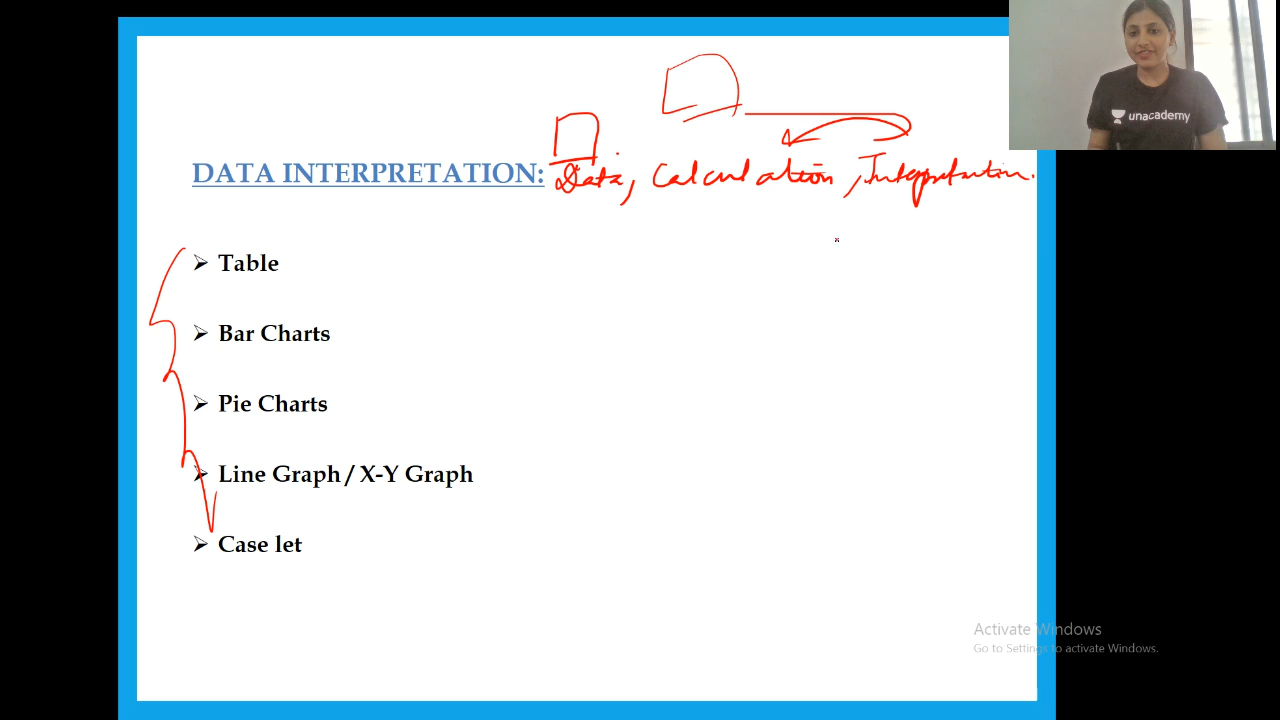 unacademy
DATA INTERPRETATION: Data, Calculation, Interpretation.
➢ Table
➢ Bar Charts
➢ Pie Charts
➢ Line Graph / X-Y Graph
➢ Case let
Activate Windows
Go to Settings to activate Windows.